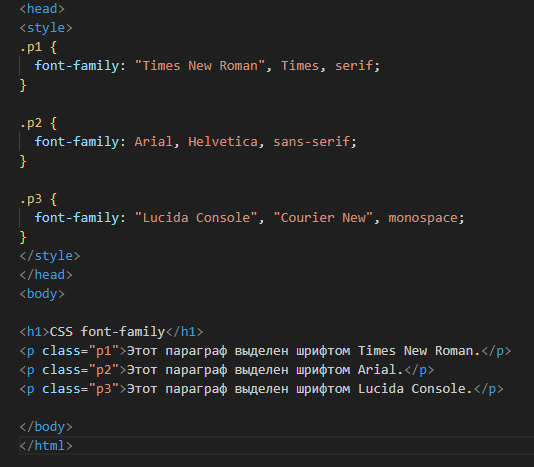 <head>
<style>
.p1 {
  font-family: "Times New Roman", Times, serif;
}

.p2 {
  font-family: Arial, Helvetica, sans-serif;
}

.p3 {
  font-family: "Lucida Console", "Courier New", monospace;
}
</style>
</head>
<body>

<h1>CSS font-family</h1>
<p class="p1">Этот параграф выделен шрифтом Times New Roman.</p>
<p class="p2">Этот параграф выделен шрифтом Arial.</p>
<p class="p3">Этот параграф выделен шрифтом Lucida Console.</p>

</body>
</html>